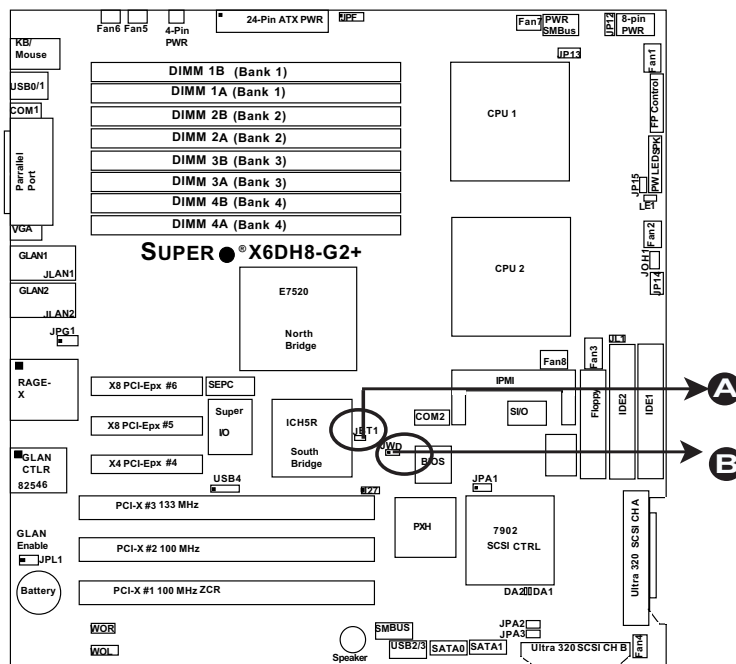 Fan6 Fan5
4-Pin
PWR
24-Pin ATX PWR
JPF
Fan7
PWR
SMBus
JP12
8-pin
PWR
KB/
Mouse
JP13
Fan1
USB0/1
DIMM 1B (Bank 1)
DIMM 1A (Bank 1)
DIMM 2B (Bank 2)
DIMM 2A (Bank 2)
DIMM 3B (Bank 3)
DIMM 3A (Bank 3)
DIMM 4B (Bank 4)
DIMM 4A (Bank 4)
CPU 1
FP Control
COM1
Parrallel
Port
PW LED SPK
JP15
LE1
VGA
SUPER ● ® X6DH8-G2+
Fan2
JOH1
JP14
GLAN1
JLAN1
GLAN2
JLAN2
JPG1
E7520
North
Bridge
CPU 2
JL1
Fan3
Fan8
RAGE-
X
X8 PCI-Epx #6
SEPC
IPMI
A
Floppy
IDE2
IDE1
X8 PCI-Epx #5
Super
I/O
ICH5R
South
Bridge
JBT1
COM2
SI/O
JWD
BIOS
B
GLAN
CTLR
82546
X4 PCI-Epx #4
USB4
J27
JPA1
PCI-X #3 133 MHz
PXH
7902
SCSI CTRL
Ultra 320 SCSI CH A
GLAN
Enable
JPL1
PCI-X #2 100 MHz
Battery
PCI-X #1 100 MHz ZCR
DA2 DA1
WOR
WOL
Speaker
SMBUS
USB2/3
SATA0
SATA1
JPA2
JPA3
Ultra 320 SCSI CH B
Fan4